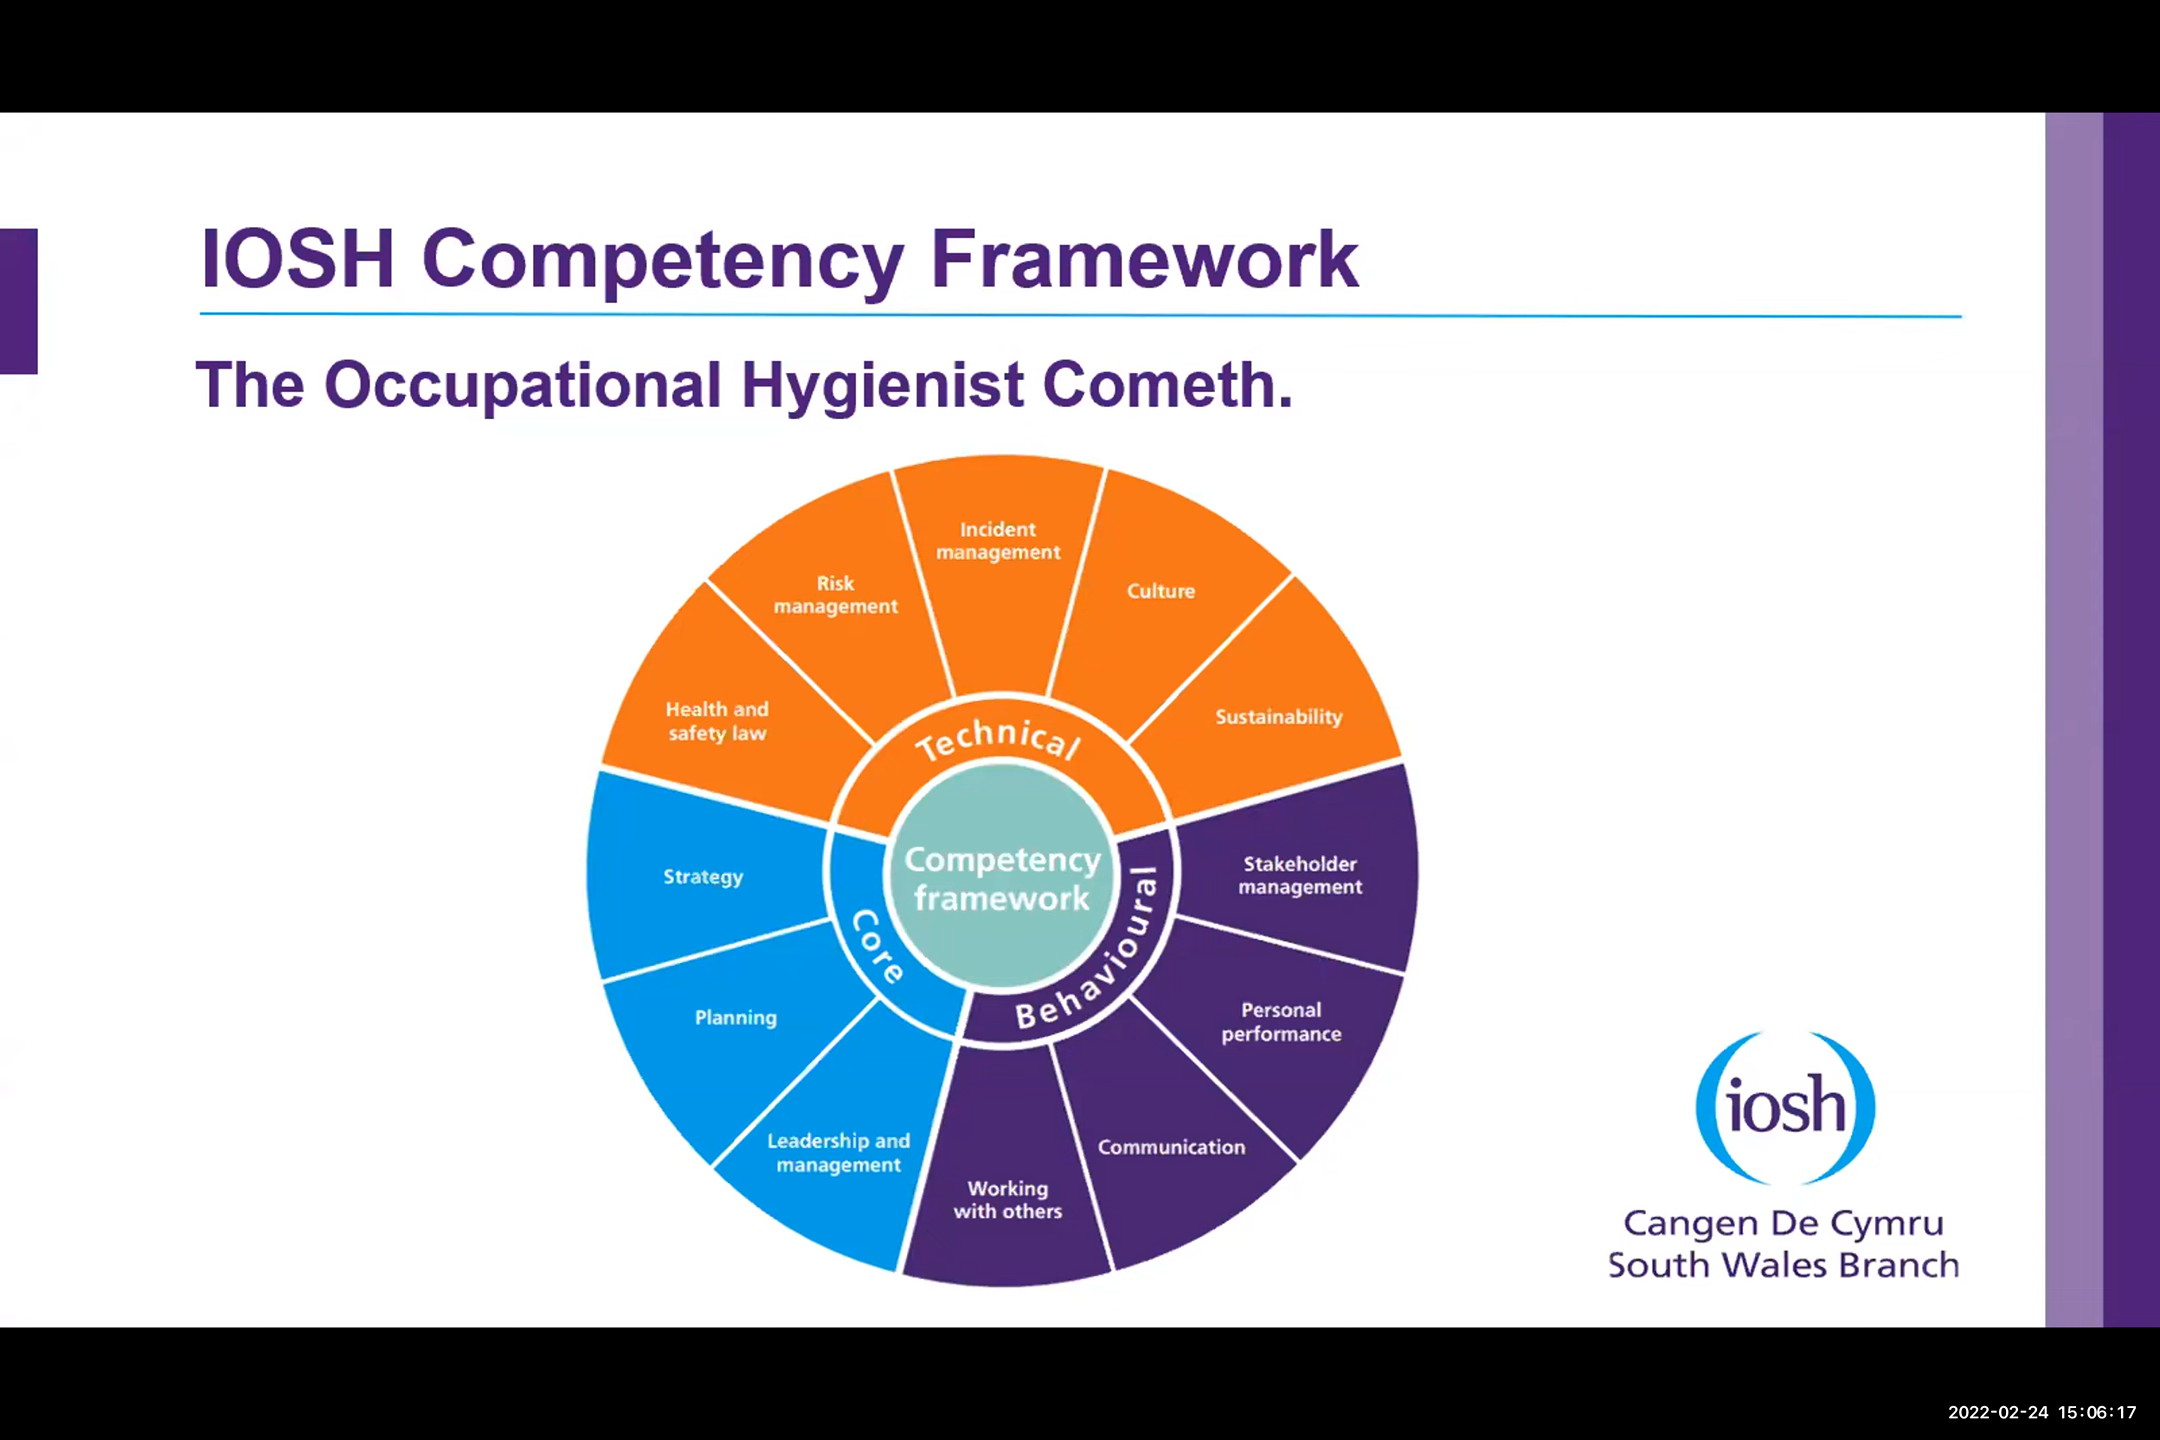 IOSH Competency Framework
The Occupational Hygienist Cometh.
Incident
management
Risk
management
Culture
Health and
safety law
Sustainability
Technical
Strategy
Competency
framework
Stakeholder
management
Core
Behavioural
Planning
Personal
performance
Leadership and
management
Communication
Working
with others
iosh
Cangen De Cymru
South Wales Branch
2022-02-24 15:06:17